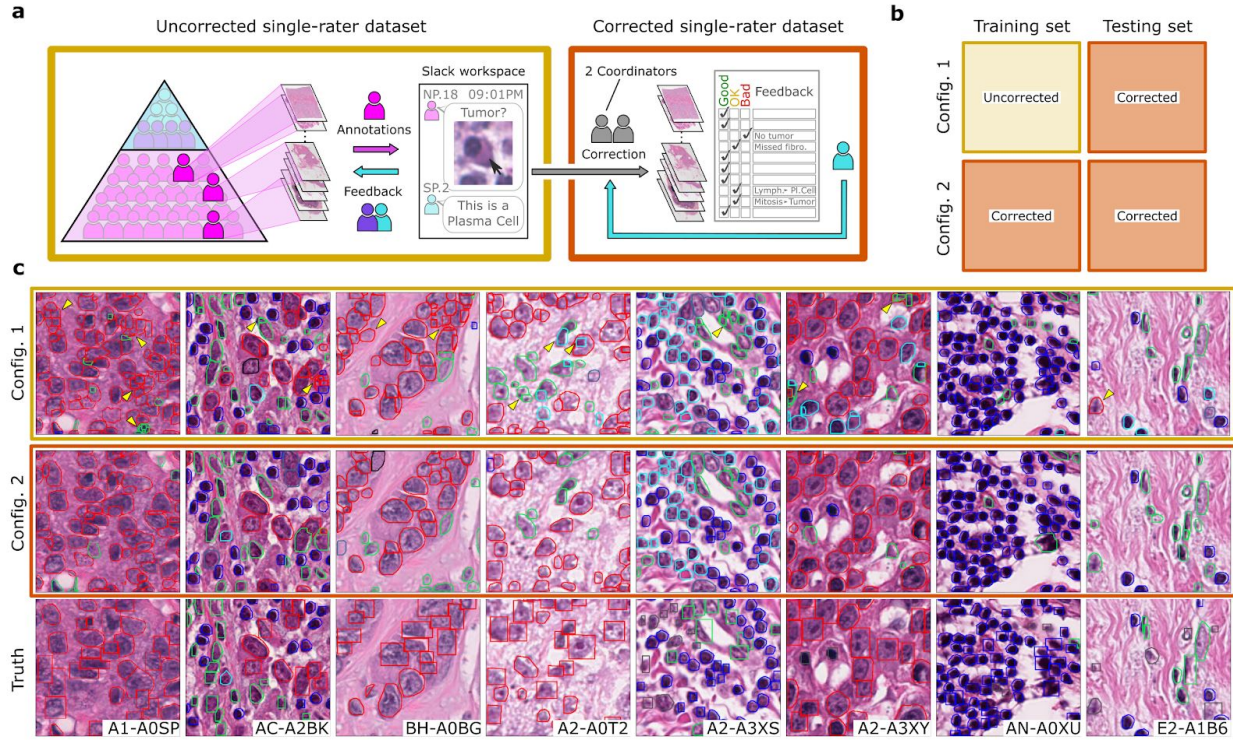 a
Uncorrected single-rater dataset
Corrected single-rater dataset
Slack workspace
NP.18 09:01PM
Tumor?
SP.2
This is a
Plasma Cell
Annotations
Feedback
2 Coordinators
Correction
Good
OK
Bad
Feedback
No tumor
Missed fibro.
Lymph.→Pl.Cell
Mitosis→Tumor
b
Training set
Testing set
Config. 1
Uncorrected
Corrected
Config. 2
Corrected
Corrected
c
Config. 1
Config. 2
Truth
A1-A0SP
AC-A2BK
BH-A0BG
A2-A0T2
A2-A3XS
A2-A3XY
AN-A0XU
E2-A1B6